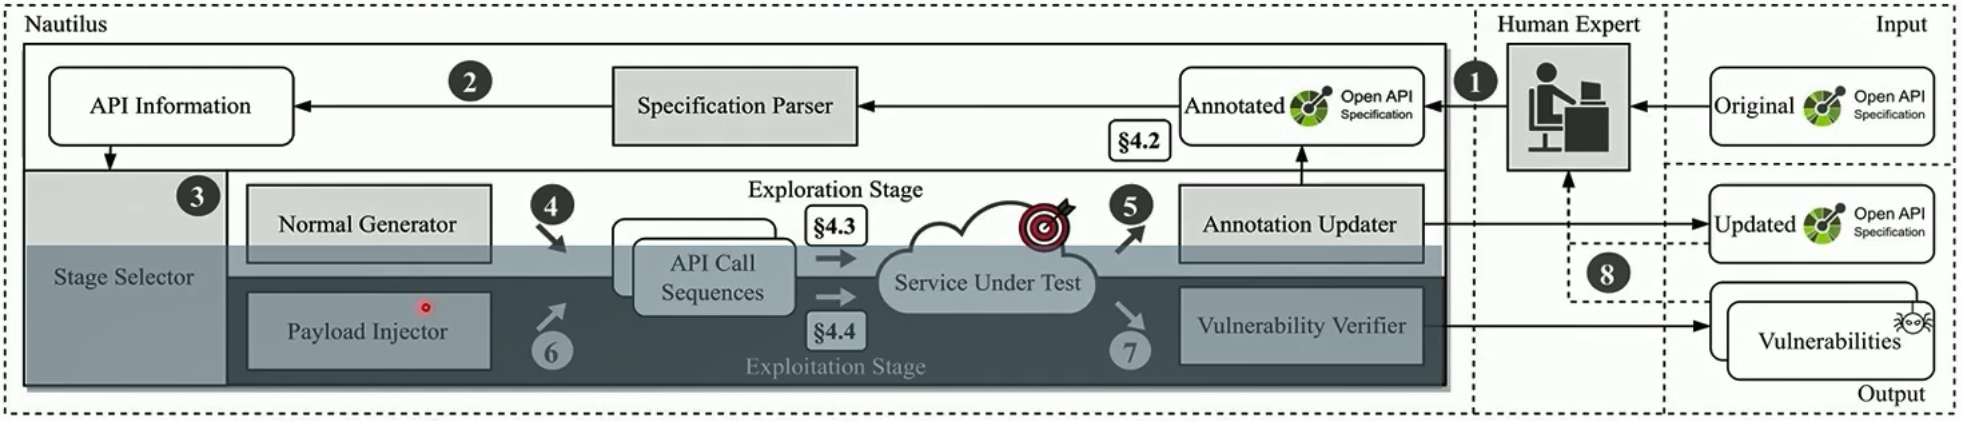 Nautilus
Human Expert
Input
API Information
2
Specification Parser
Annotated
Open API
Specification
1
Original
Open API
Specification
§4.2
3
Stage Selector
Normal Generator
4
Exploration Stage
§4.3
API Call
Sequences
Service Under Test
5
Annotation Updater
Updated
Open API
Specification
8
Payload Injector
6
§4.4
Exploitation Stage
7
Vulnerability Verifier
Vulnerabilities
Output